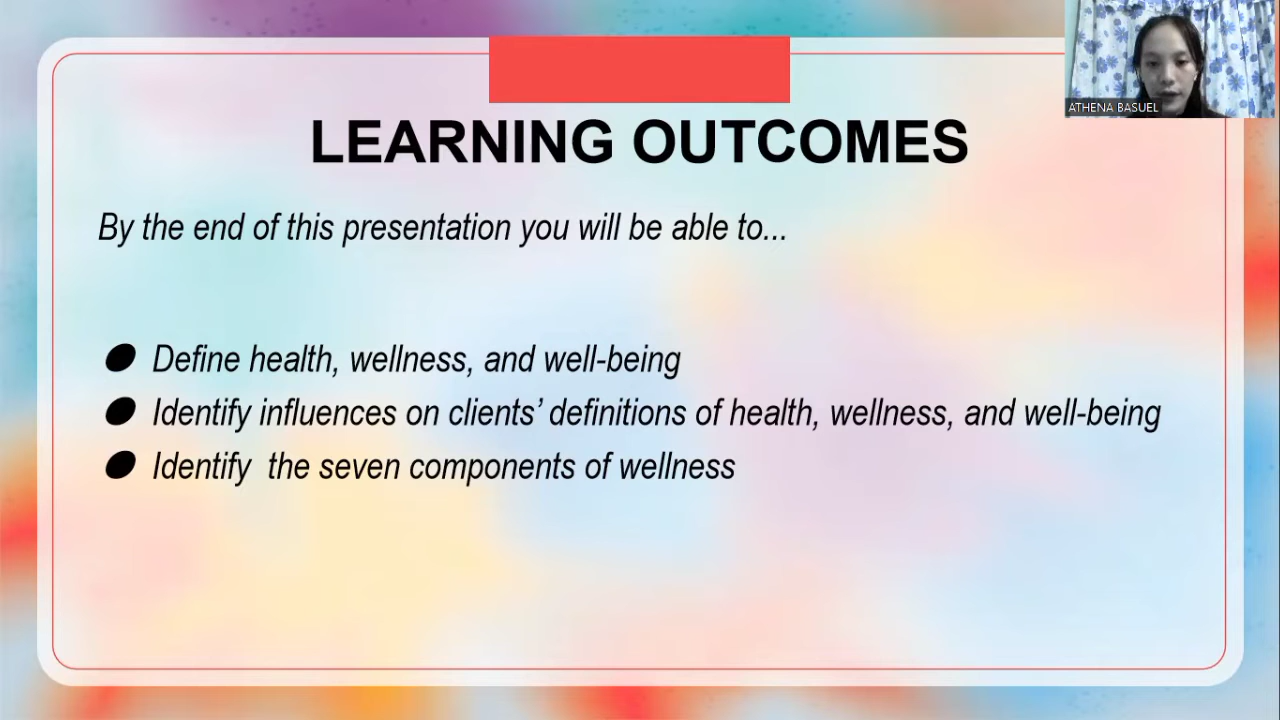 ATHENA BASUEL
LEARNING OUTCOMES
By the end of this presentation you will be able to...
● Define health, wellness, and well-being
● Identify influences on clients’ definitions of health, wellness, and well-being
● Identify  the seven components of wellness